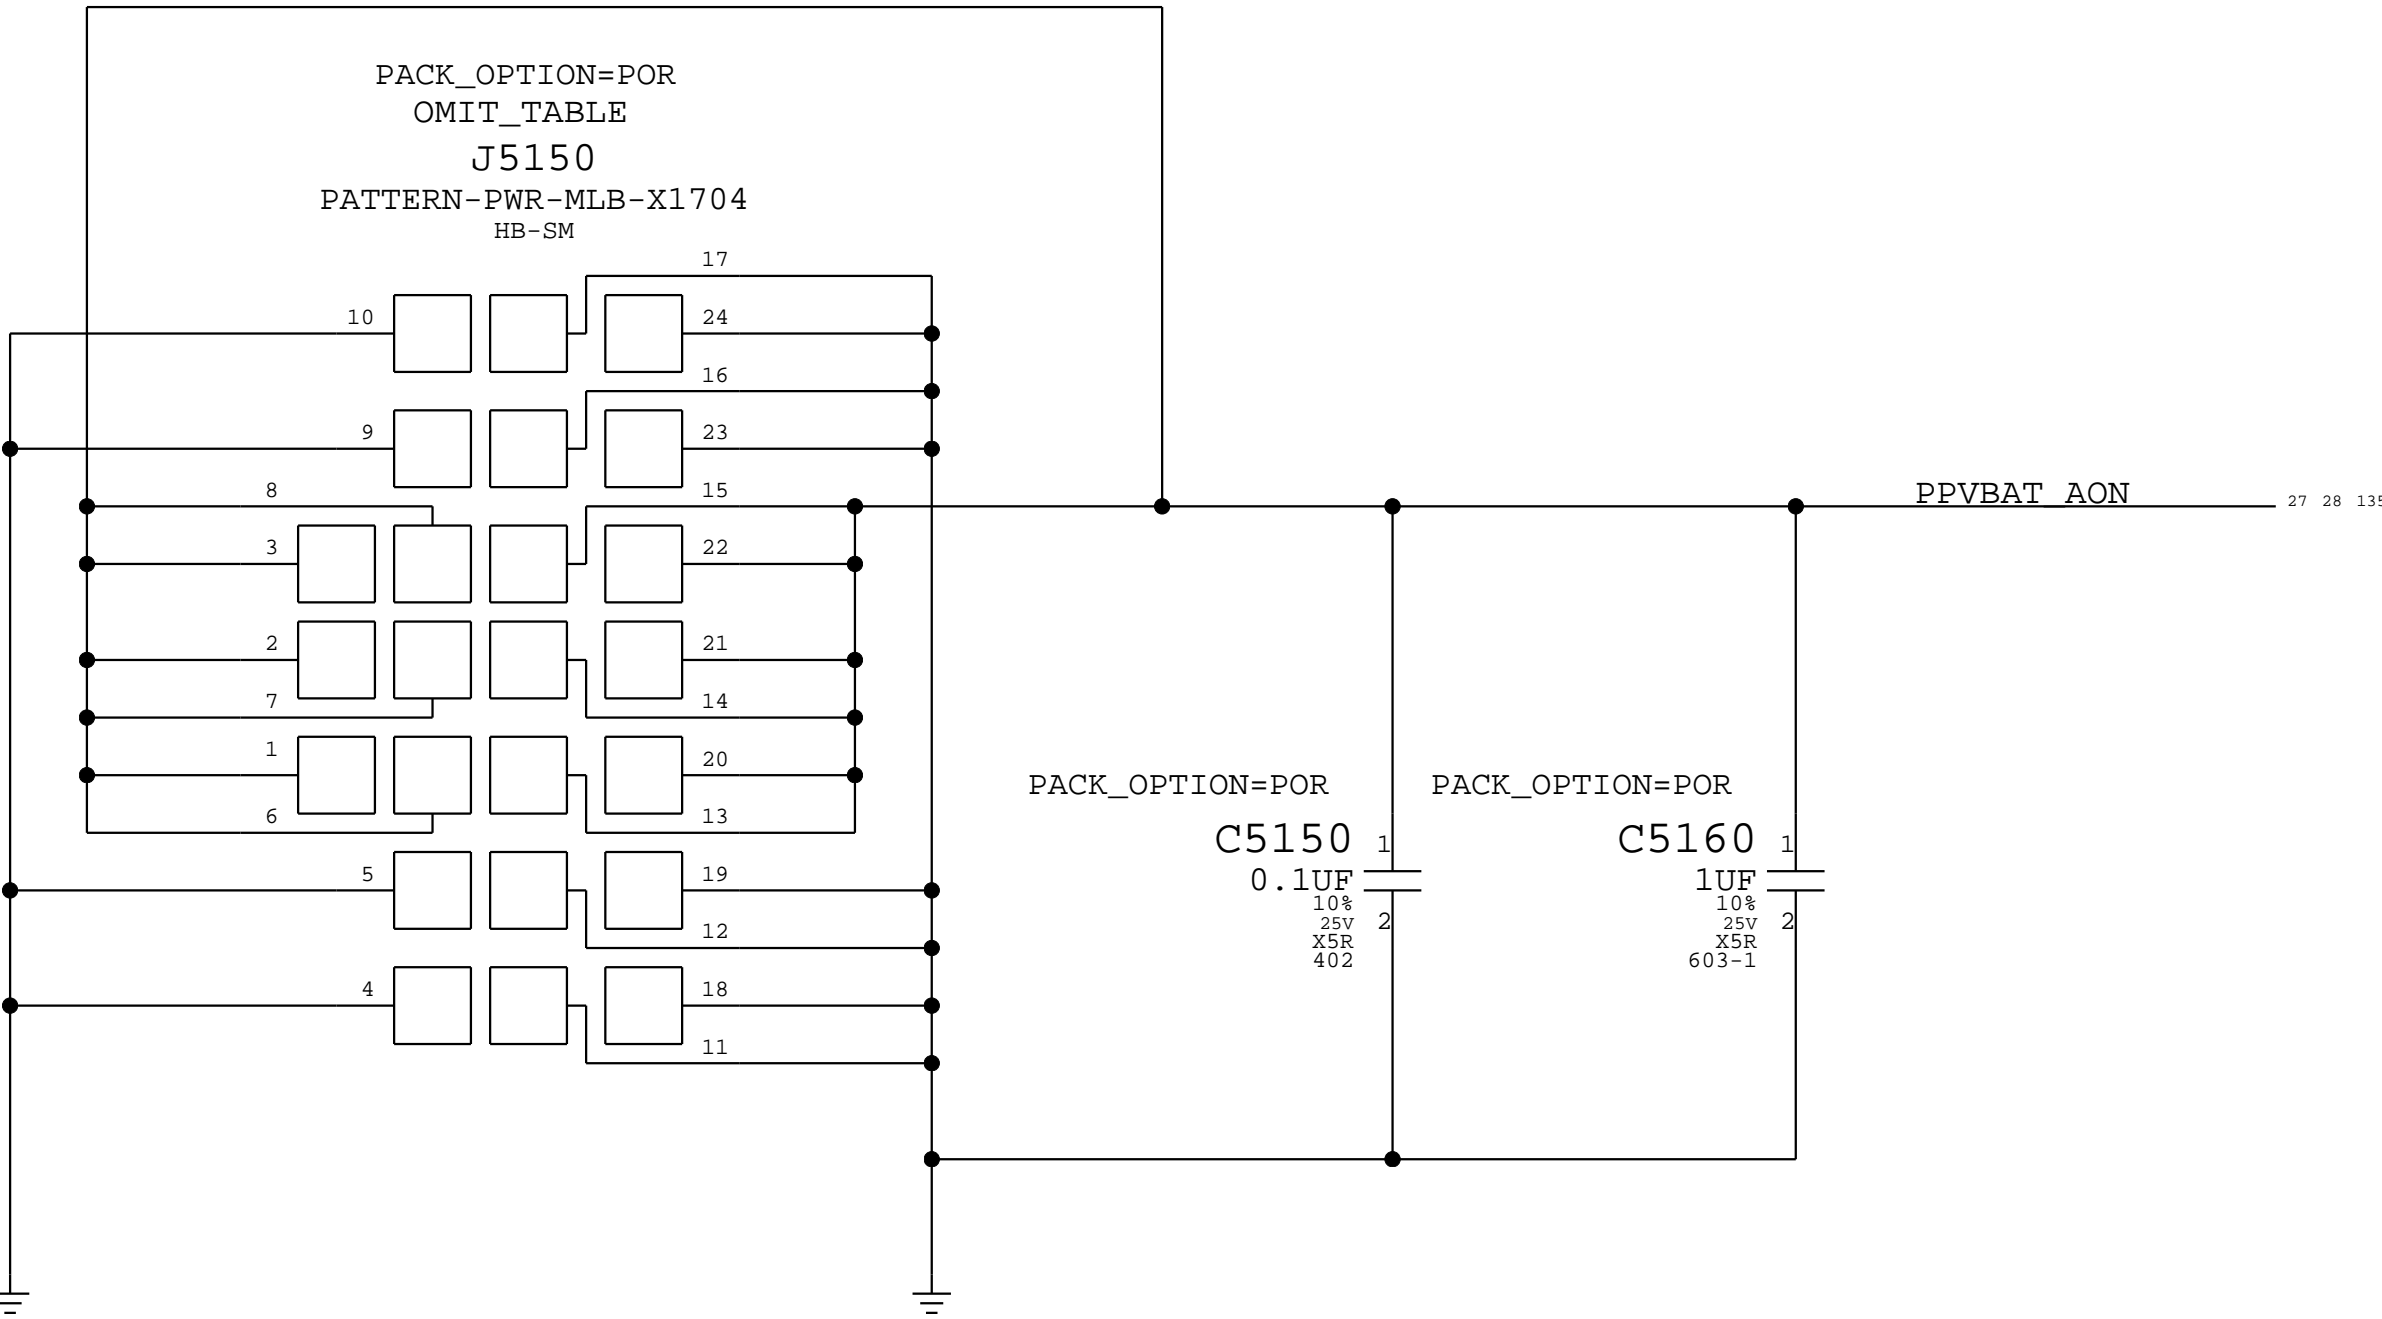 PACK_OPTION=POR
OMIT_TABLE
J5150
PATTERN-PWR-MLB-X1704
HB-SM
17
10
24
16
9
23
8
15
3
22
2
21
7
14
1
20
6
13
5
19
12
4
18
11
PPVBAT_AON 27 28 135
PACK_OPTION=POR
C5150
0.1UF
10%
25V
X5R
402
1
2
PACK_OPTION=POR
C5160
1UF
10%
25V
X5R
603-1
1
2